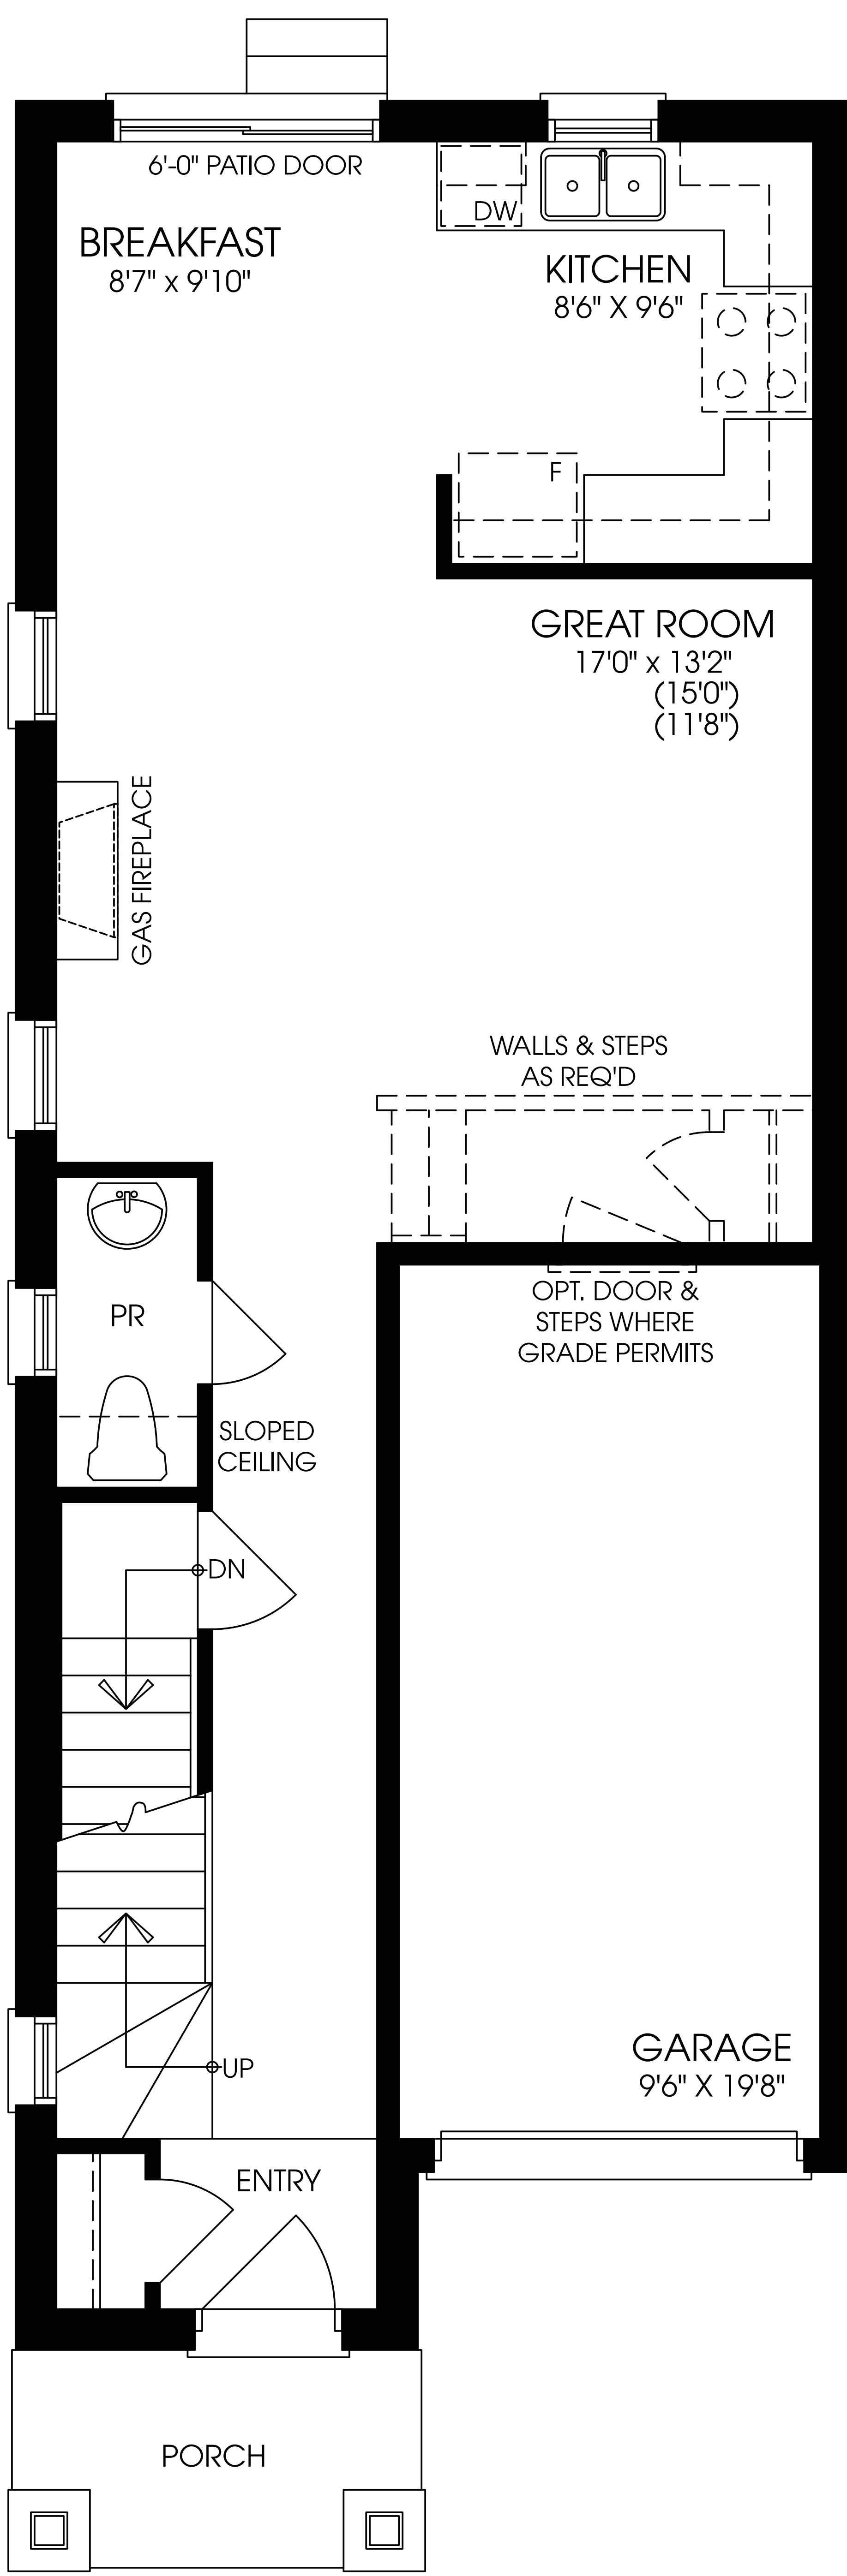 6'-0" PATIO DOOR
DW
BREAKFAST
8'7" x 9'10"
KITCHEN
8'6" X 9'6"
F
GREAT ROOM
17'0" x 13'2"
(15'0")
(11'8")
GAS FIREPLACE
WALLS & STEPS
AS REQ'D
OPT. DOOR &
STEPS WHERE
GRADE PERMITS
PR
SLOPED
CEILING
DN
UP
GARAGE
9'6" X 19'8"
ENTRY
PORCH